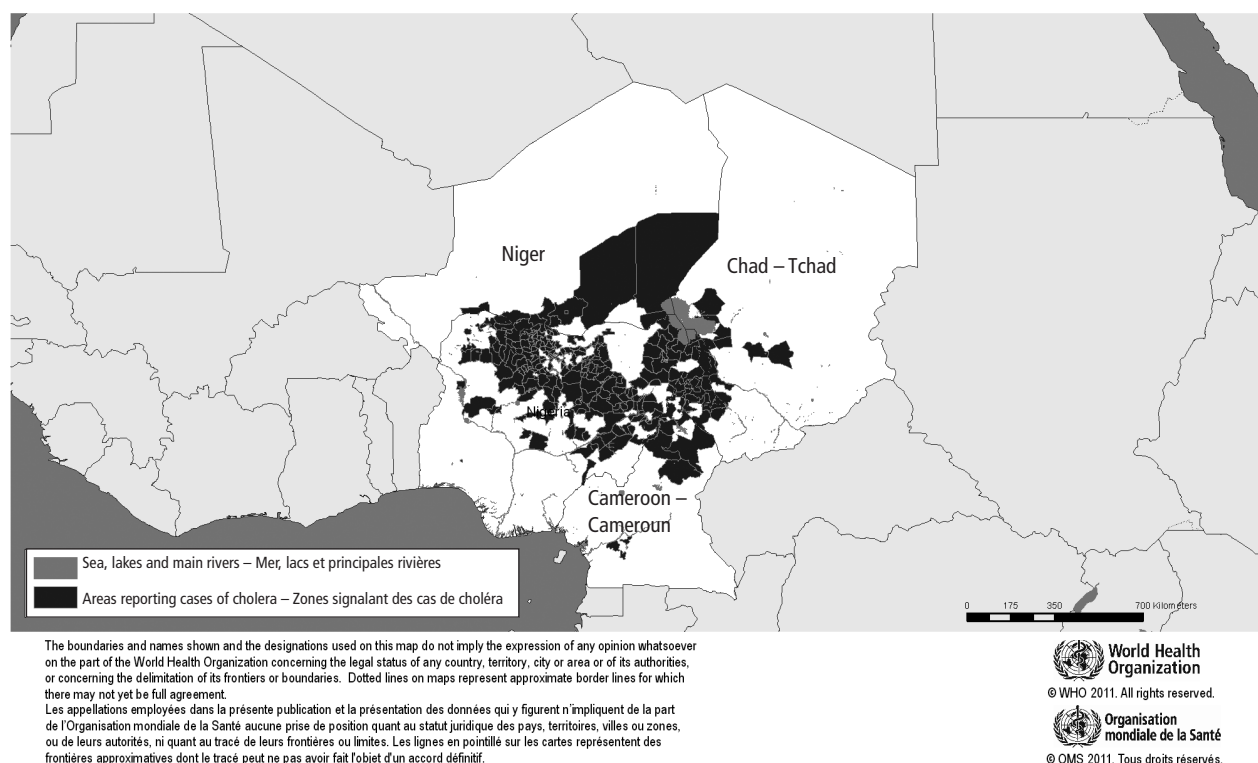 Niger
Chad – Tchad
Nigeria
Cameroon –
Cameroun
Sea, lakes and main rivers – Mer, lacs et principales rivières
Areas reporting cases of cholera – Zones signalant des cas de choléra
0 175 350 700 Kilometers
The boundaries and names shown and the designations used on this map do not imply the expression of any opinion whatsoever
on the part of the World Health Organization concerning the legal status of any country, territory, city or area or of its authorities,
or concerning the delimitation of its frontiers or boundaries. Dotted lines on maps represent approximate border lines for which
there may not yet be full agreement.
Les appellations employées dans la présente publication et la présentation des données qui y figurent n'impliquent de la part
de l'Organisation mondiale de la Santé aucune prise de position quant au statut juridique des pays, territoires, villes ou zones,
ou de leurs autorités, ni quant au tracé de leurs frontières ou limites. Les lignes en pointillé sur les cartes représentent des
frontières approximatives dont le tracé peut ne pas avoir fait l'objet d'un accord définitif.
World Health
Organization
© WHO 2011. All rights reserved.
Organisation
mondiale de la Santé
© OMS 2011. Tous droits réservés.